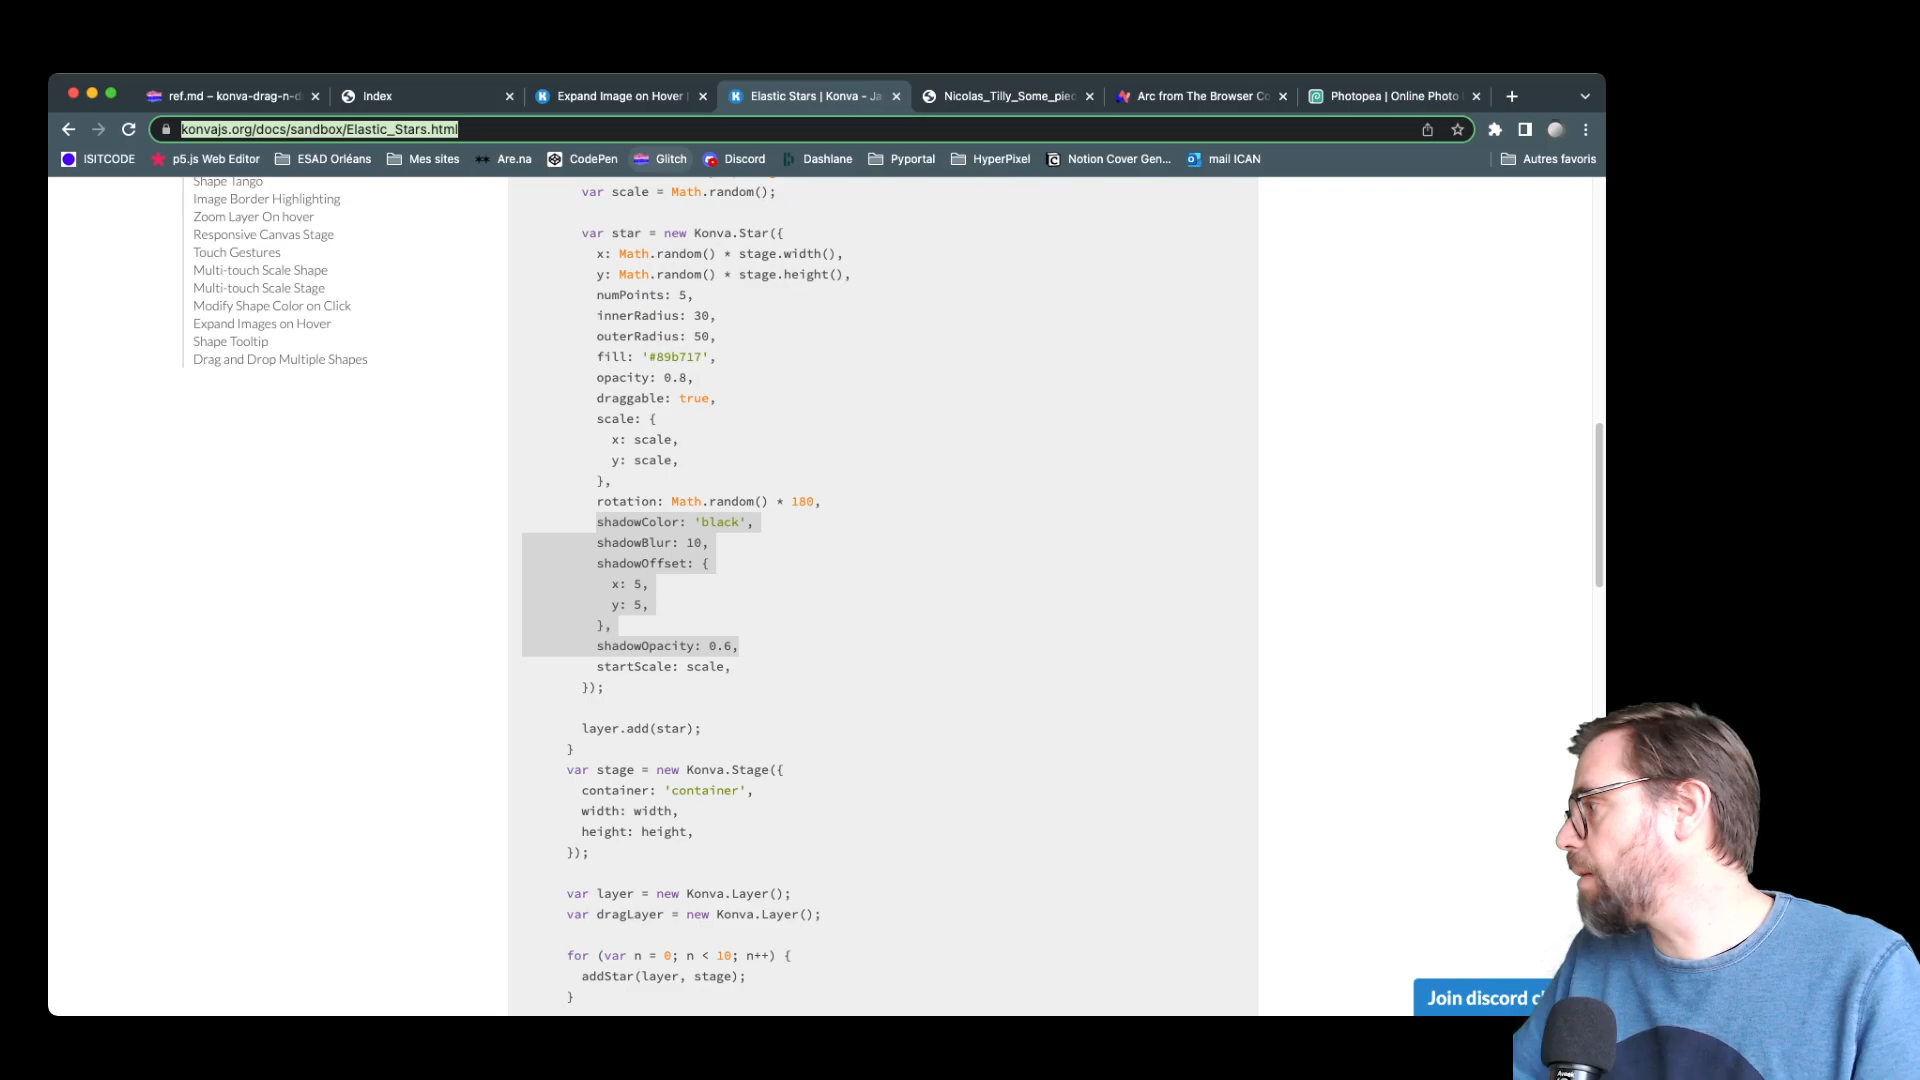 ref.md – konva-drag-n-d
Index
Expand Image on Hover
Elastic Stars | Konva - Ja
Nicolas_Tilly_Some_piec
Arc from The Browser Co
Photopea | Online Photo
konvajs.org/docs/sandbox/Elastic_Stars.html
ISITCODE
p5.js Web Editor
ESAD Orléans
Mes sites
Are.na
CodePen
Glitch
Discord
Dashlane
Pyportal
HyperPixel
Notion Cover Gen...
mail ICAN
Autres favoris
Shape Tango
Image Border Highlighting
Zoom Layer On hover
Responsive Canvas Stage
Touch Gestures
Multi-touch Scale Shape
Multi-touch Scale Stage
Modify Shape Color on Click
Expand Images on Hover
Shape Tooltip
Drag and Drop Multiple Shapes
var scale = Math.random();
var star = new Konva.Star({
x: Math.random() * stage.width(),
y: Math.random() * stage.height(),
numPoints: 5,
innerRadius: 30,
outerRadius: 50,
fill: '#89b717',
opacity: 0.8,
draggable: true,
scale: {
x: scale,
y: scale,
},
rotation: Math.random() * 180,
shadowColor: 'black',
shadowBlur: 10,
shadowOffset: {
x: 5,
y: 5,
},
shadowOpacity: 0.6,
startScale: scale,
});
layer.add(star);
}
var stage = new Konva.Stage({
container: 'container',
width: width,
height: height,
});
var layer = new Konva.Layer();
var dragLayer = new Konva.Layer();
for (var n = 0; n < 10; n++) {
addStar(layer, stage);
}
Join discord c